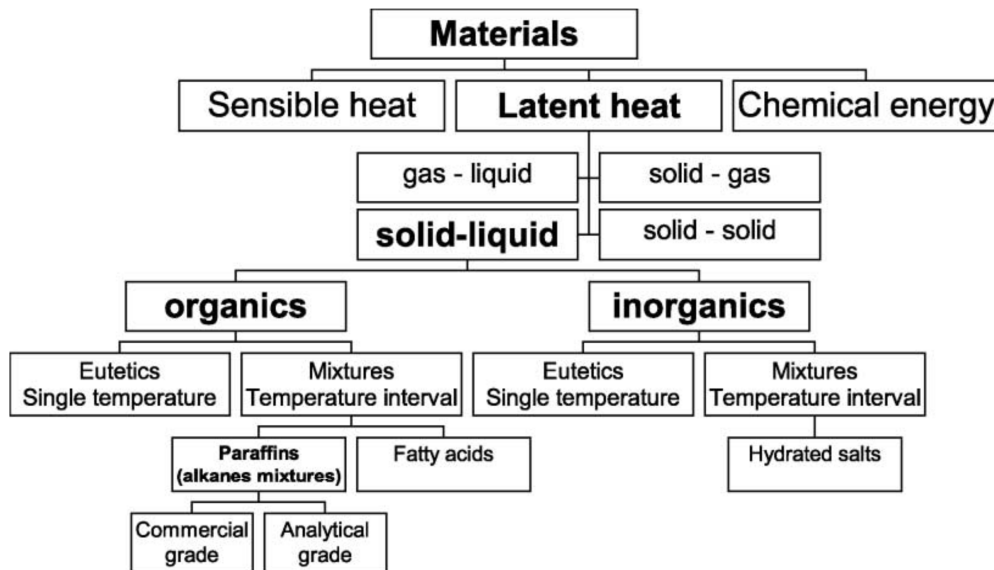 Materials
Sensible heat
Latent heat
Chemical energy
gas - liquid
solid - gas
solid-liquid
solid - solid
organics
inorganics
Eutetics
Single temperature
Mixtures
Temperature interval
Eutetics
Single temperature
Mixtures
Temperature interval
Paraffins
(alkanes mixtures)
Fatty acids
Hydrated salts
Commercial
grade
Analytical
grade